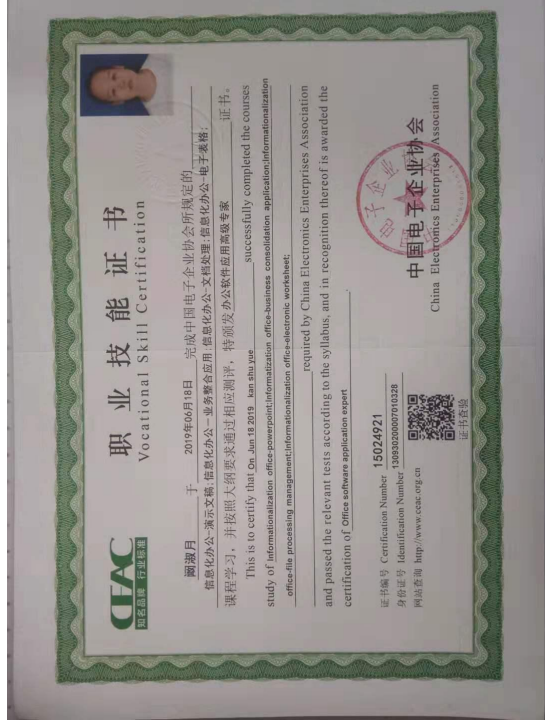 CEAC
知名品牌 行业标准
职业技能证书
Vocational Skill Certification
阚淑月 于 2019年06月18日 完成中国电子企业协会所规定的
信息化办公-演示文稿;信息化办公-业务整合应用;信息化办公-文档处理;信息化办公-电子表格;
课程学习，并按照大纲要求通过相应测评，特颁发 办公软件应用高级专家 证书。
This is to certify that On Jun 18 2019 kan shu yue successfully completed the courses
study of Informationalization office-powerpoint;Informatization office-business consolidation application;Informationalization
office-file processing management;Informationalization office-electronic worksheet;
required by China Electronics Enterprises Association
and passed the relevant tests according to the syllabus, and in recognition thereof is awarded the
certification of Office software application expert .
证书编号 Certification Number 15024921
身份证号 Identification Number 130930200007010328
网站查询 http://www.ceac.org.cn
证书查验
中国电子企业协会
China Electronics Enterprises Association